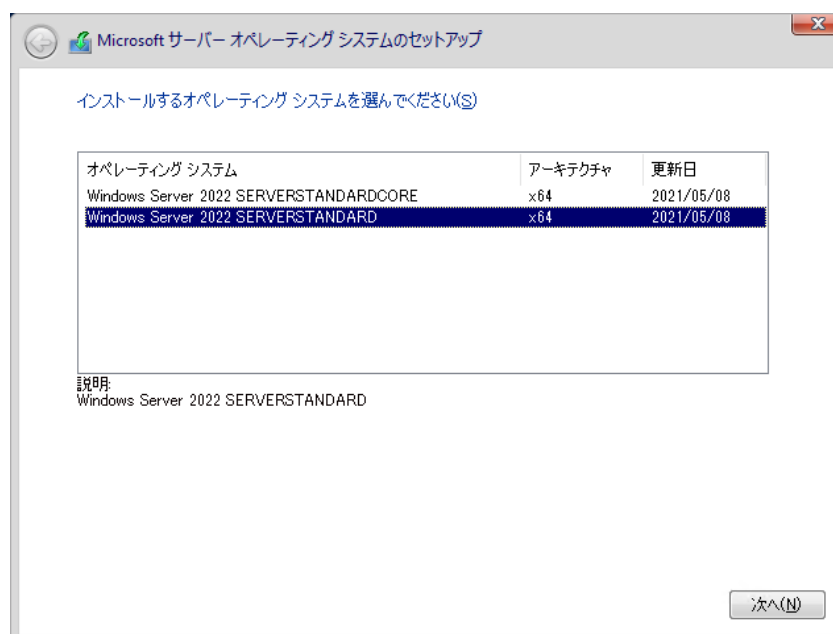 Microsoft サーバー オペレーティング システムのセットアップ
インストールするオペレーティング システムを選んでください(S)
オペレーティング システム アーキテクチャ 更新日
Windows Server 2022 SERVERSTANDARDCORE x64 2021/05/08
Windows Server 2022 SERVERSTANDARD x64 2021/05/08
説明:
Windows Server 2022 SERVERSTANDARD
次へ(N)